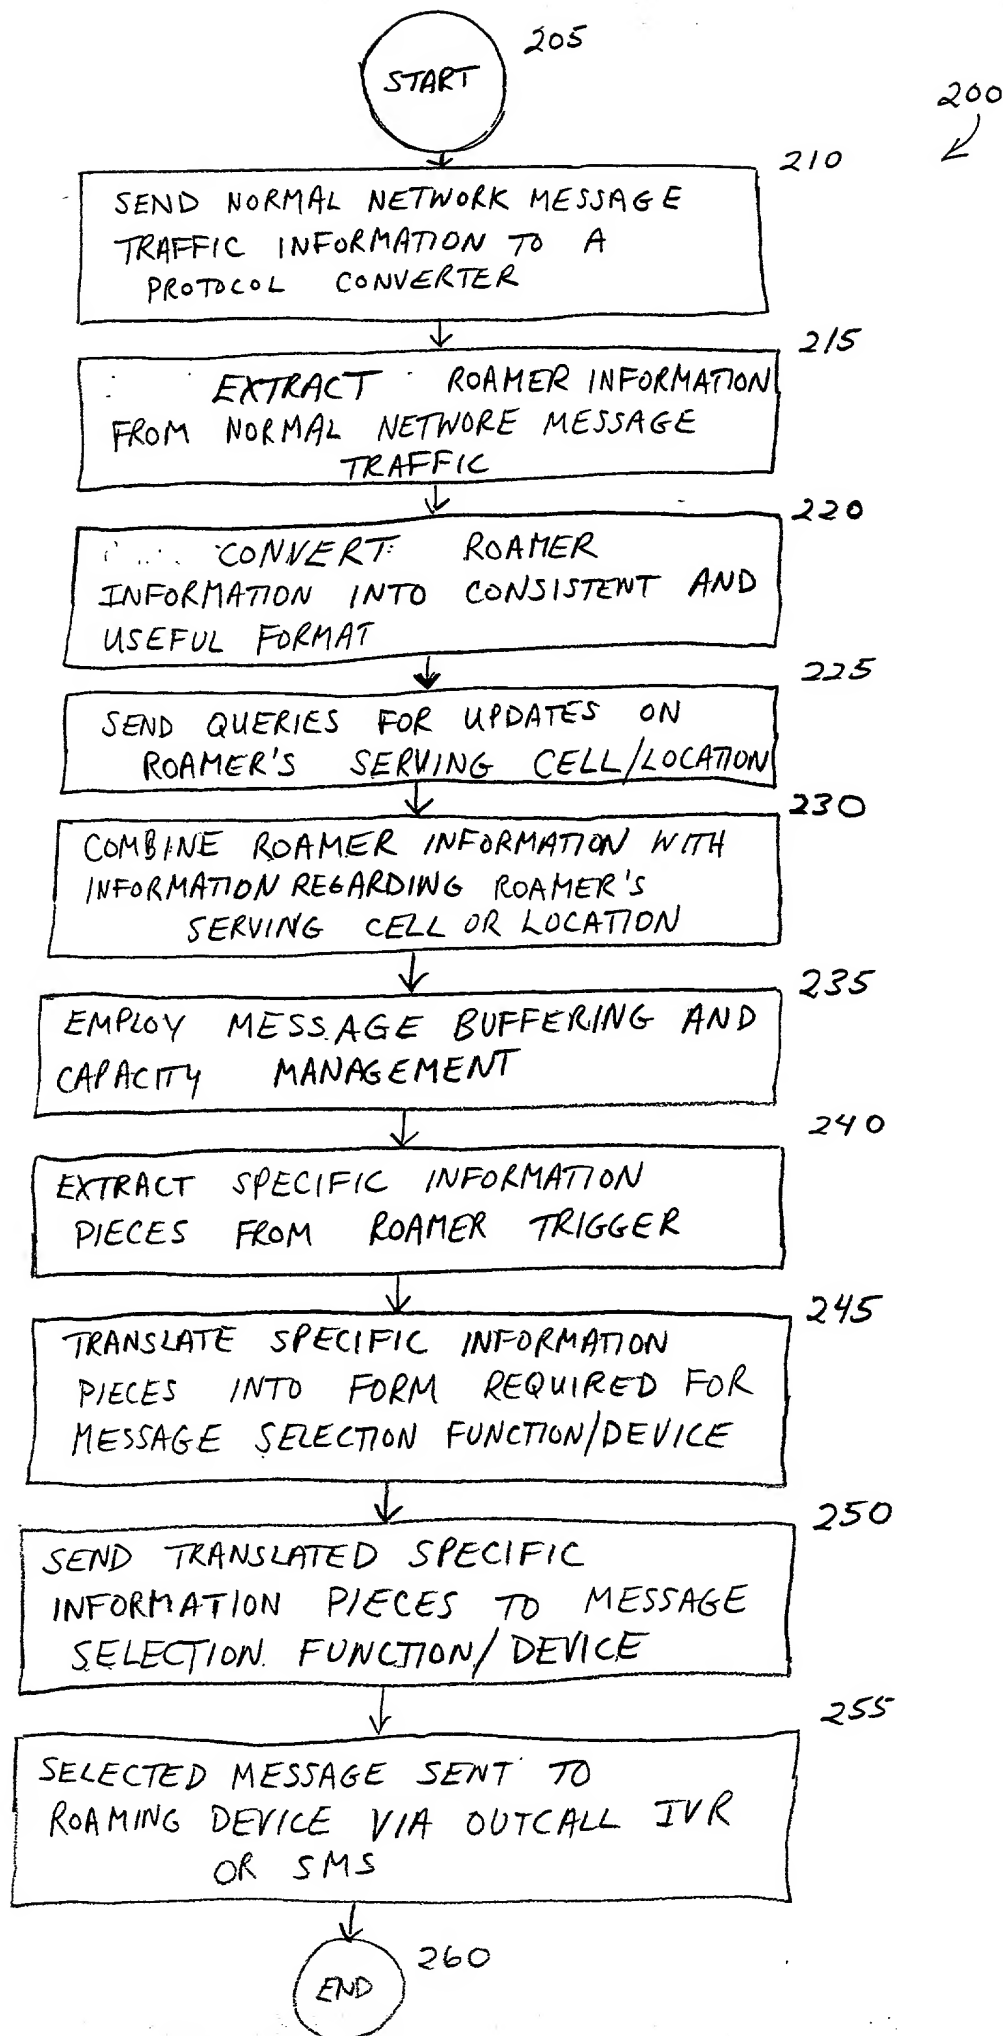 205
START
200
210
SEND NORMAL NETWORK MESSAGE
TRAFFIC INFORMATION TO A
PROTOCOL CONVERTER
215
EXTRACT ROAMER INFORMATION
FROM NORMAL NETWORE MESSAGE
TRAFFIC
220
CONVERT ROAMER
INFORMATION INTO CONSISTENT AND
USEFUL FORMAT
225
SEND QUERIES FOR UPDATES ON
ROAMER'S SERVING CELL/LOCATION
230
COMBINE ROAMER INFORMATION WITH
INFORMATION REGARDING ROAMER'S
SERVING CELL OR LOCATION
235
EMPLOY MESSAGE BUFFERING AND
CAPACITY MANAGEMENT
240
EXTRACT SPECIFIC INFORMATION
PIECES FROM ROAMER TRIGGER
245
TRANSLATE SPECIFIC INFORMATION
PIECES INTO FORM REQUIRED FOR
MESSAGE SELECTION FUNCTION/DEVICE
250
SEND TRANSLATED SPECIFIC
INFORMATION PIECES TO MESSAGE
SELECTION FUNCTION/DEVICE
255
SELECTED MESSAGE SENT TO
ROAMING DEVICE VIA OUTCALL IVR
OR SMS
260
END